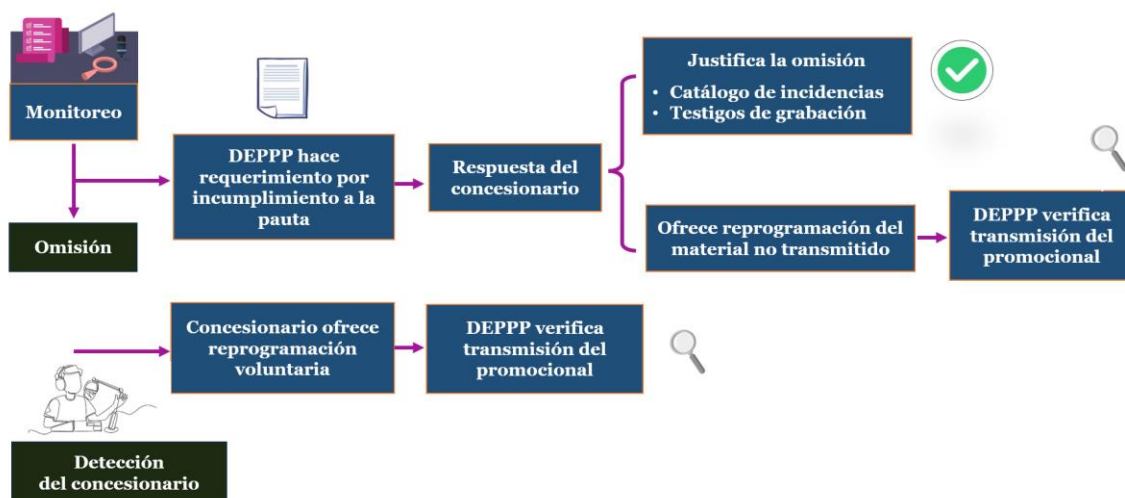 Monitoreo
Omisión
DEPPP hace
requerimiento por
incumplimiento a la
pauta
Respuesta del
concesionario
Justifica la omisión
• Catálogo de incidencias
• Testigos de grabación
Ofrece reprogramación del
material no transmitido
DEPPP verifica
transmisión del
promocional
Concesionario ofrece
reprogramación
voluntaria
DEPPP verifica
transmisión del
promocional
Detección
del concesionario